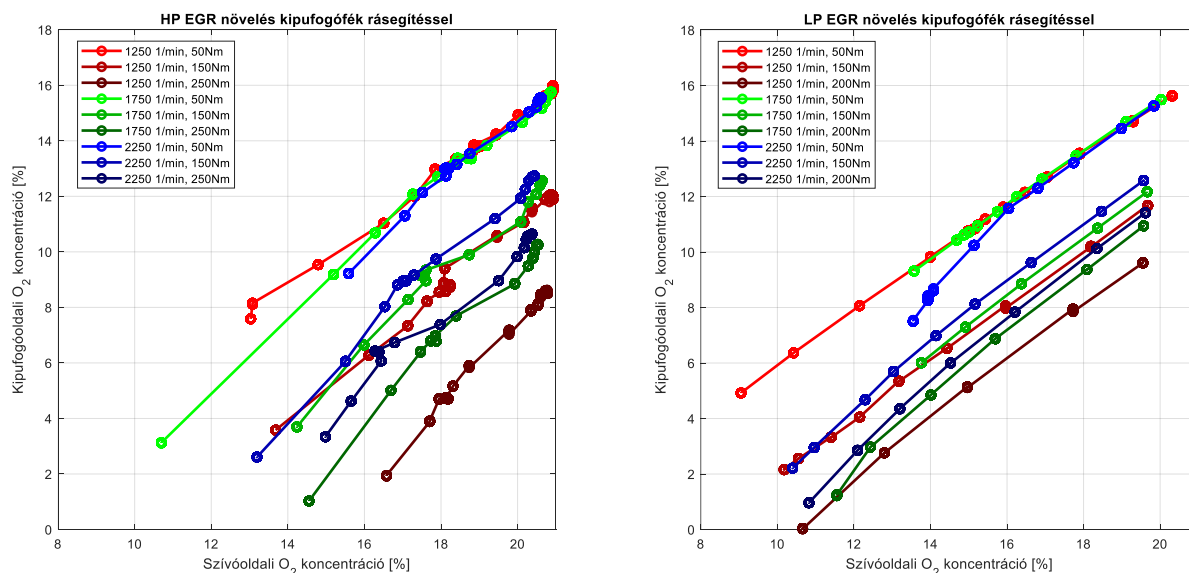 HP EGR növelés kipufogófék rásegítéssel
18
16
14
12
10
8
6
4
2
0
Kipufogóoldali O2 koncentráció [%]
1250 1/min, 50Nm
1250 1/min, 150Nm
1250 1/min, 250Nm
1750 1/min, 50Nm
1750 1/min, 150Nm
1750 1/min, 250Nm
2250 1/min, 50Nm
2250 1/min, 150Nm
2250 1/min, 250Nm
8 10 12 14 16 18 20
Szívóoldali O2 koncentráció [%]
LP EGR növelés kipufogófék rásegítéssel
18
16
14
12
10
8
6
4
2
0
Kipufogóoldali O2 koncentráció [%]
1250 1/min, 50Nm
1250 1/min, 150Nm
1250 1/min, 200Nm
1750 1/min, 50Nm
1750 1/min, 150Nm
1750 1/min, 200Nm
2250 1/min, 50Nm
2250 1/min, 150Nm
2250 1/min, 200Nm
8 10 12 14 16 18 20
Szívóoldali O2 koncentráció [%]